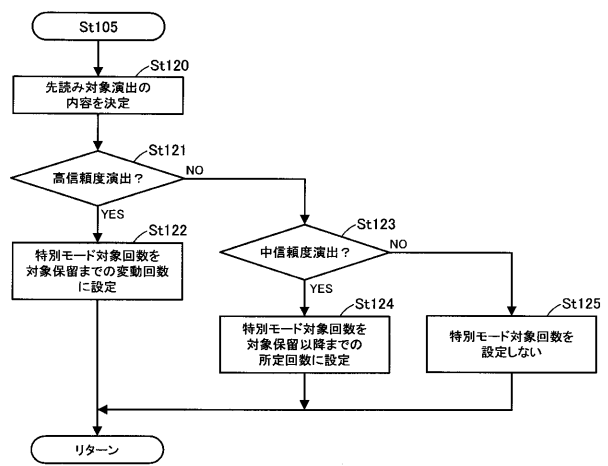 St105
St120
先読み対象演出の
内容を決定
St121
高信頼度演出？
NO
YES
St122
特別モード対象回数を
対象保留までの変動回数
に設定
St123
中信頼度演出？
NO
YES
St124
特別モード対象回数を
対象保留以降までの
所定回数に設定
St125
特別モード対象回数を
設定しない
リターン